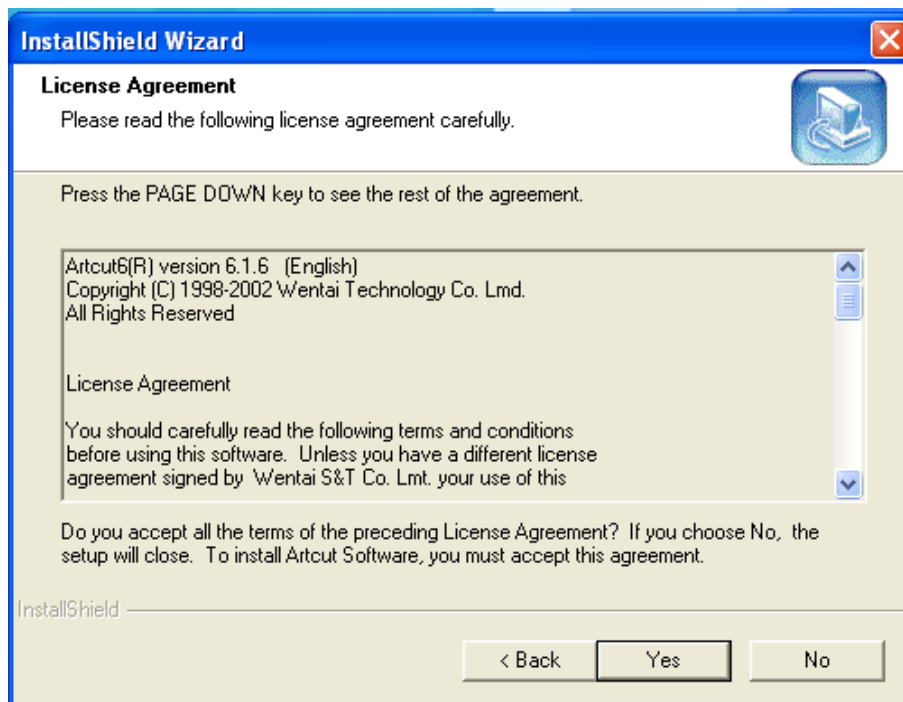 InstallShield Wizard
License Agreement
Please read the following license agreement carefully.
Press the PAGE DOWN key to see the rest of the agreement.
Artcut6(R) version 6.1.6   (English)
Copyright (C) 1998-2002 Wentai Technology Co. Lmd.
All Rights Reserved
License Agreement
You should carefully read the following terms and conditions
before using this software.  Unless you have a different license
agreement signed by  Wentai S&T Co. Lmt. your use of this
Do you accept all the terms of the preceding License Agreement?  If you choose No,  the
setup will close.  To install Artcut Software, you must accept this agreement.
InstallShield
< Back
Yes
No